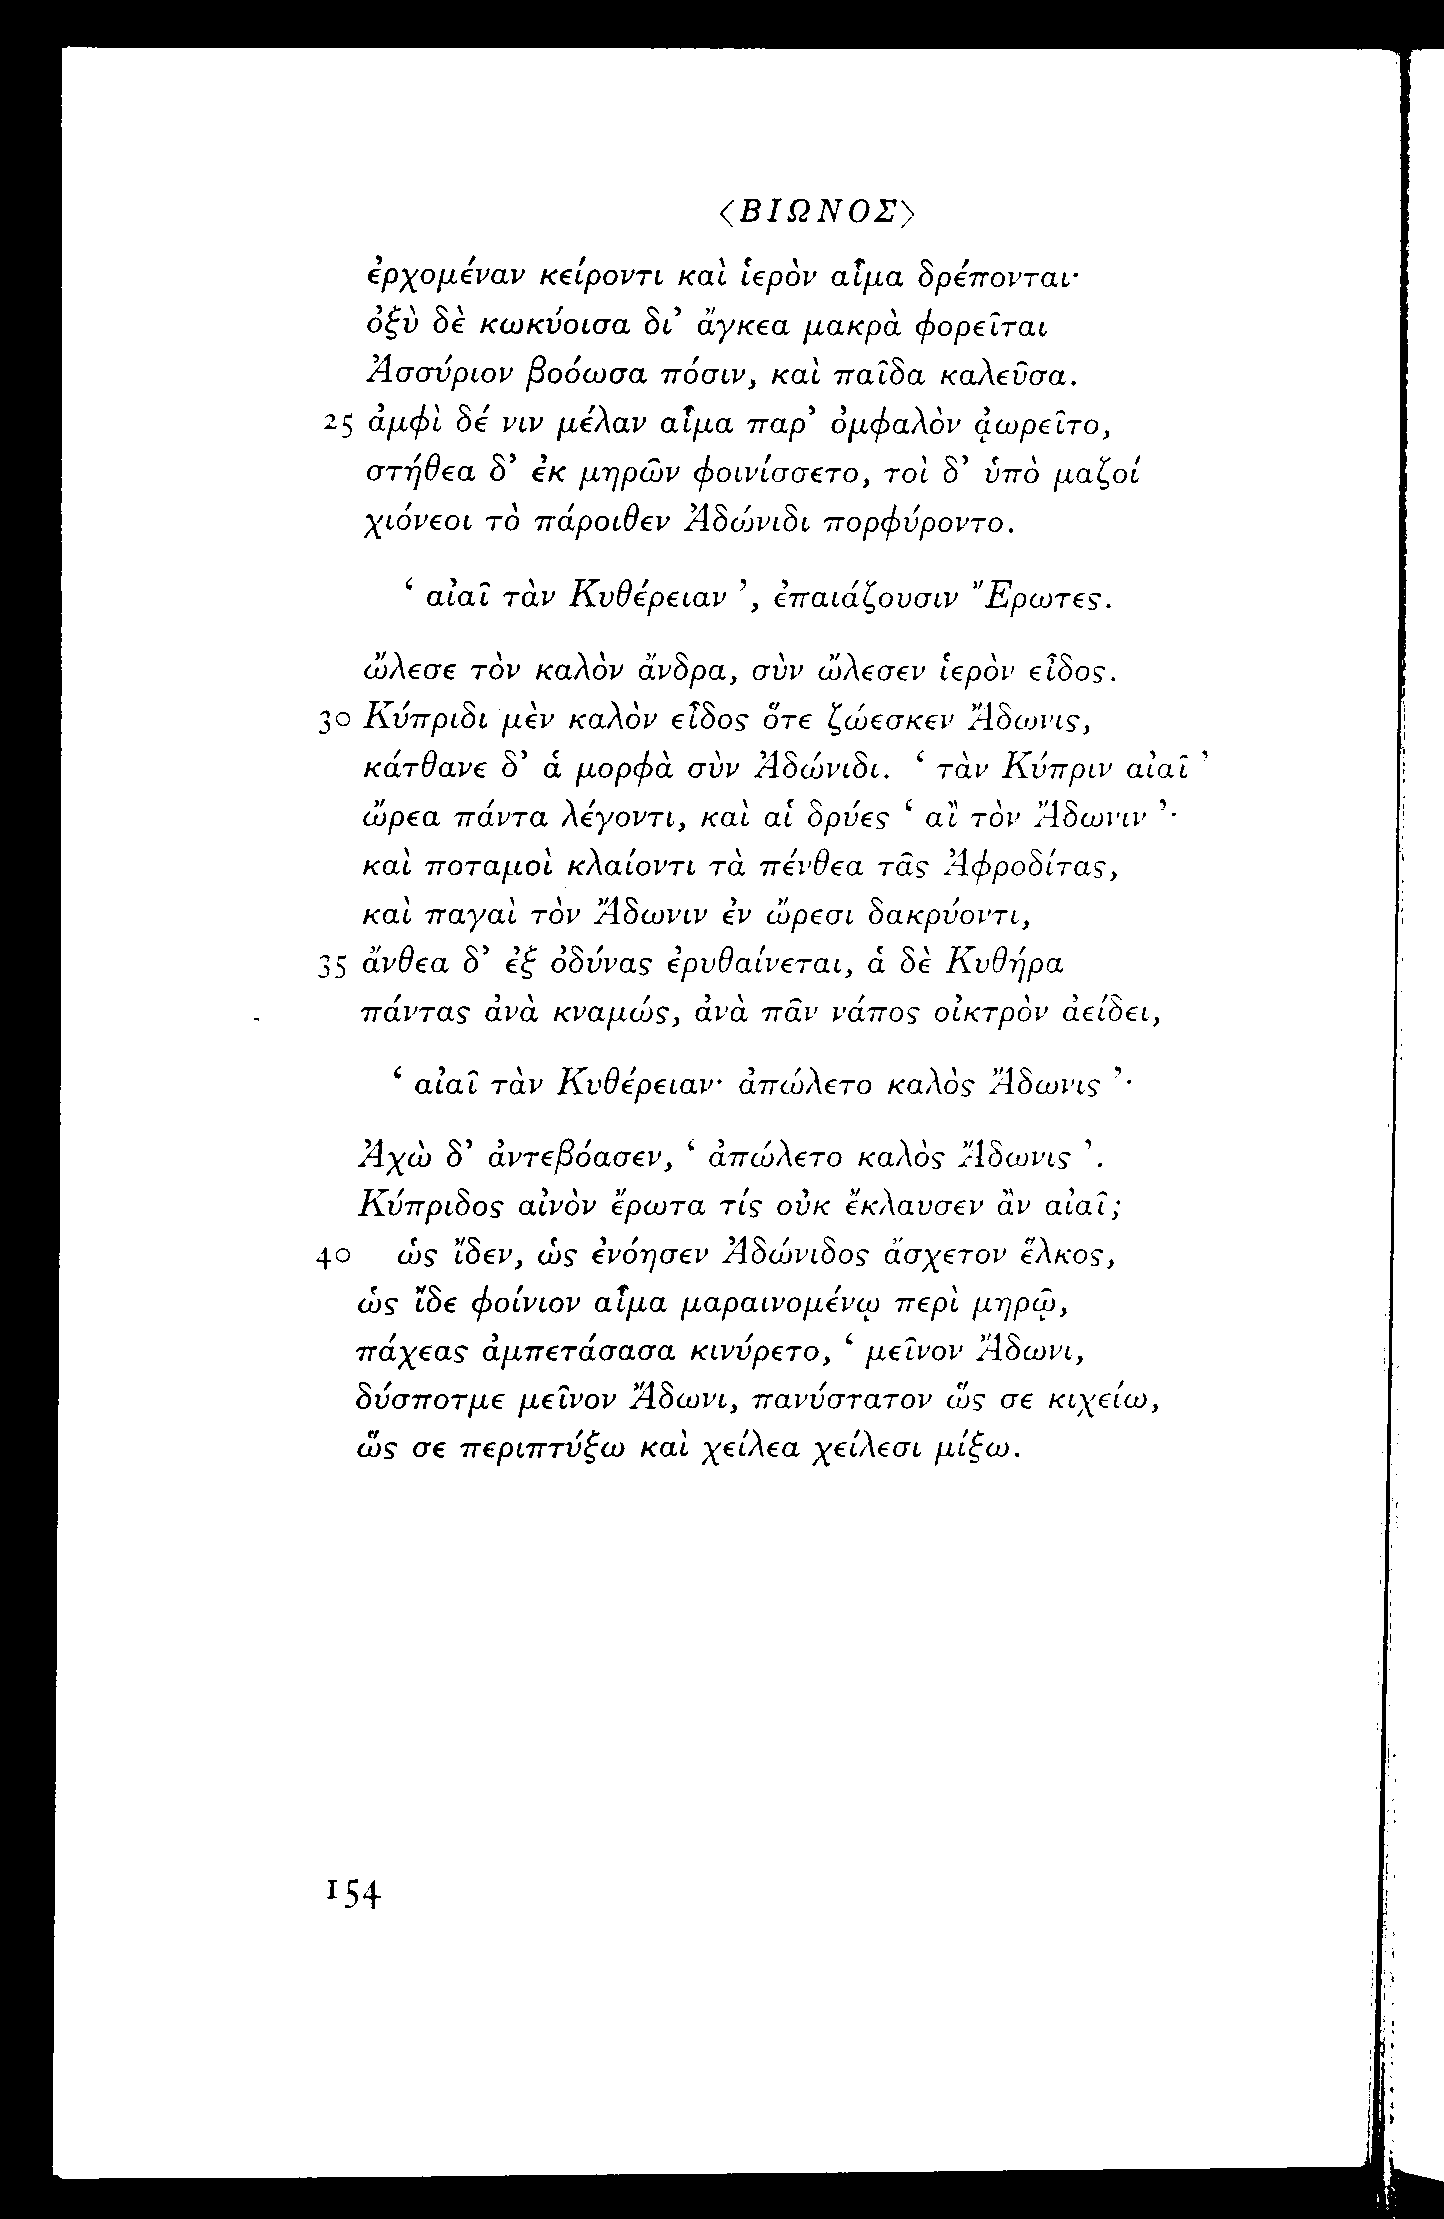 ⟨ΒΙΩΝΟΣ⟩
ἐρχομέναν κείροντι καὶ ἱερὸν αἷμα δρέπονται·
ὀξὺ δὲ κωκύοισα δι’ ἄγκεα μακρὰ φορεῖται
Ἀσσύριον βοόωσα πόσιν, καὶ παῖδα καλεῦσα.
25 ἀμφὶ δέ νιν μέλαν αἷμα παρ’ ὀμφαλὸν ᾀωρεῖτο,
στήθεα δ’ ἐκ μηρῶν φοινίσσετο, τοὶ δ’ ὑπὸ μαζοί
χιόνεοι τὸ πάροιθεν Ἀδώνιδι πορφύροντο.
‘ αἰαῖ τὰν Κυθέρειαν ’, ἐπαιάζουσιν Ἔρωτες.
ὤλεσε τὸν καλὸν ἄνδρα, σὺν ὤλεσεν ἱερὸν εἶδος.
30 Κύπριδι μὲν καλὸν εἶδος ὅτε ζώεσκεν Ἄδωνις,
κάτθανε δ’ ἁ μορφὰ σὺν Ἀδώνιδι. ‘ τὰν Κύπριν αἰαῖ ’
ὤρεα πάντα λέγοντι, καὶ αἱ δρύες ‘ αἲ τὸν Ἄδωνιν ’·
καὶ ποταμοὶ κλαίοντι τὰ πένθεα τᾶς Ἀφροδίτας,
καὶ παγαὶ τὸν Ἄδωνιν ἐν ὤρεσι δακρύοντι,
35 ἄνθεα δ’ ἐξ ὀδύνας ἐρυθαίνεται, ἁ δὲ Κυθήρα
πάντας ἀνὰ κναμώς, ἀνὰ πᾶν νάπος οἰκτρὸν ἀείδει,
‘ αἰαῖ τὰν Κυθέρειαν· ἀπώλετο καλὸς Ἄδωνις ’·
Ἀχὼ δ’ ἀντεβόασεν, ‘ ἀπώλετο καλὸς Ἄδωνις ’.
Κύπριδος αἰνὸν ἔρωτα τίς οὐκ ἔκλαυσεν ἂν αἰαῖ;
40 ὡς ἴδεν, ὡς ἐνόησεν Ἀδώνιδος ἄσχετον ἕλκος,
ὡς ἴδε φοίνιον αἷμα μαραινομένῳ περὶ μηρῷ,
πάχεας ἀμπετάσασα κινύρετο, ‘ μεῖνον Ἄδωνι,
δύσποτμε μεῖνον Ἄδωνι, πανύστατον ὥς σε κιχείω,
ὥς σε περιπτύξω καὶ χείλεα χείλεσι μίξω.
154